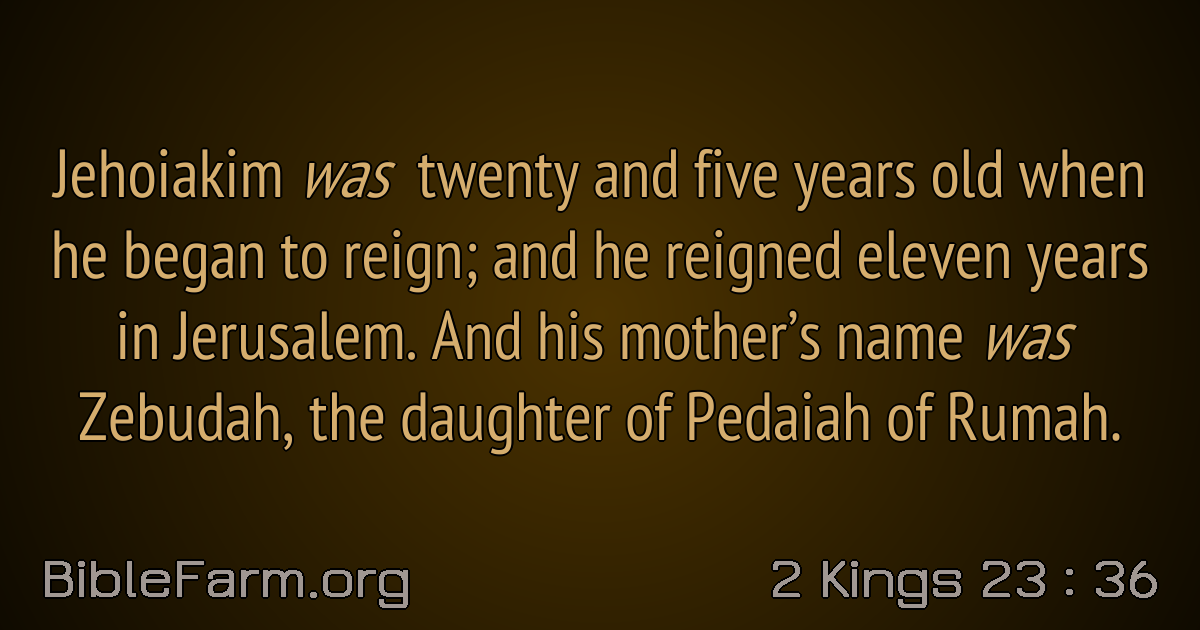 Jehoiakim was twenty and five years old when
he began to reign; and he reigned eleven years
in Jerusalem. And his mother’s name was
Zebudah, the daughter of Pedaiah of Rumah.
BibleFarm.org
2 Kings 23 : 36